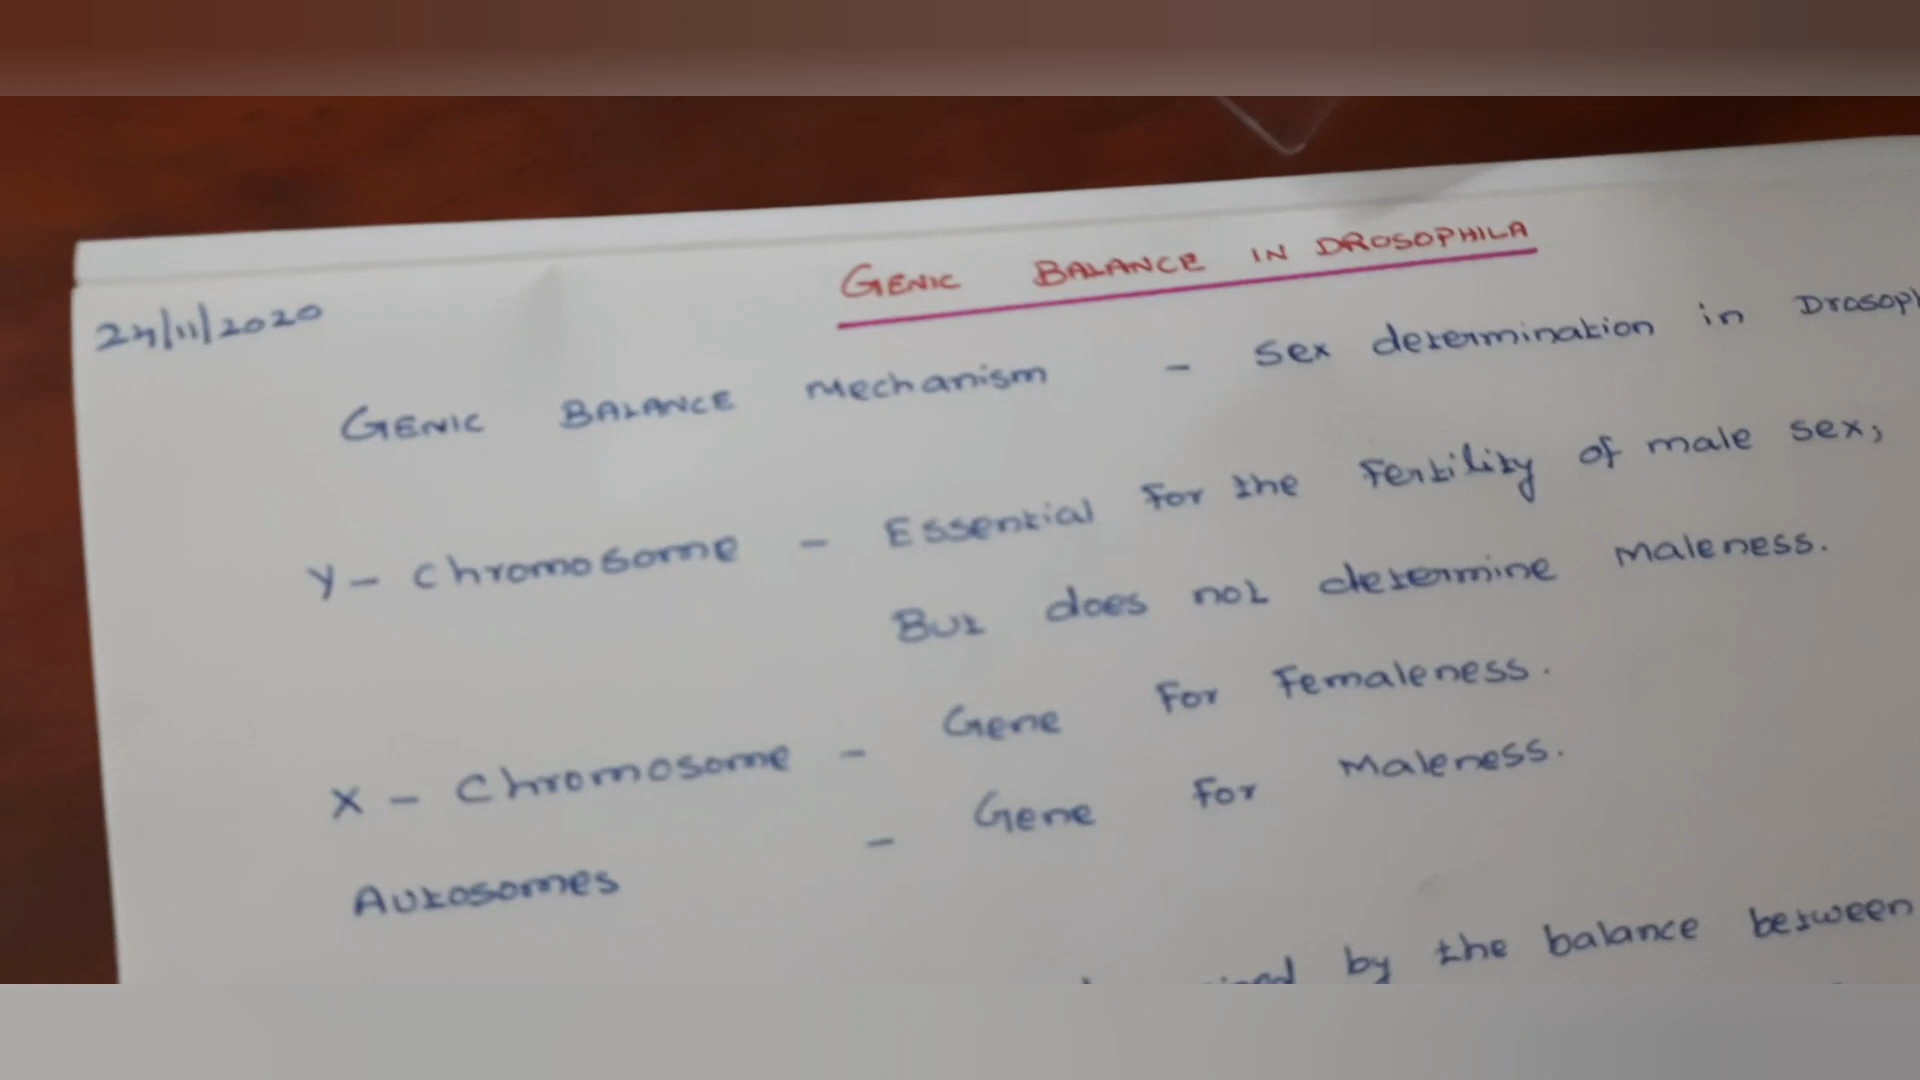 GENIC BALANCE IN DROSOPHILA
24/11/2020
GENIC BALANCE Mechanism - Sex determination in Drosoph
Y - Chromosome - Essential for the Fertility of male sex,
But does not determine Maleness.
X - Chromosome - Gene For Femaleness.
Autosomes - Gene For Maleness.
by the balance between